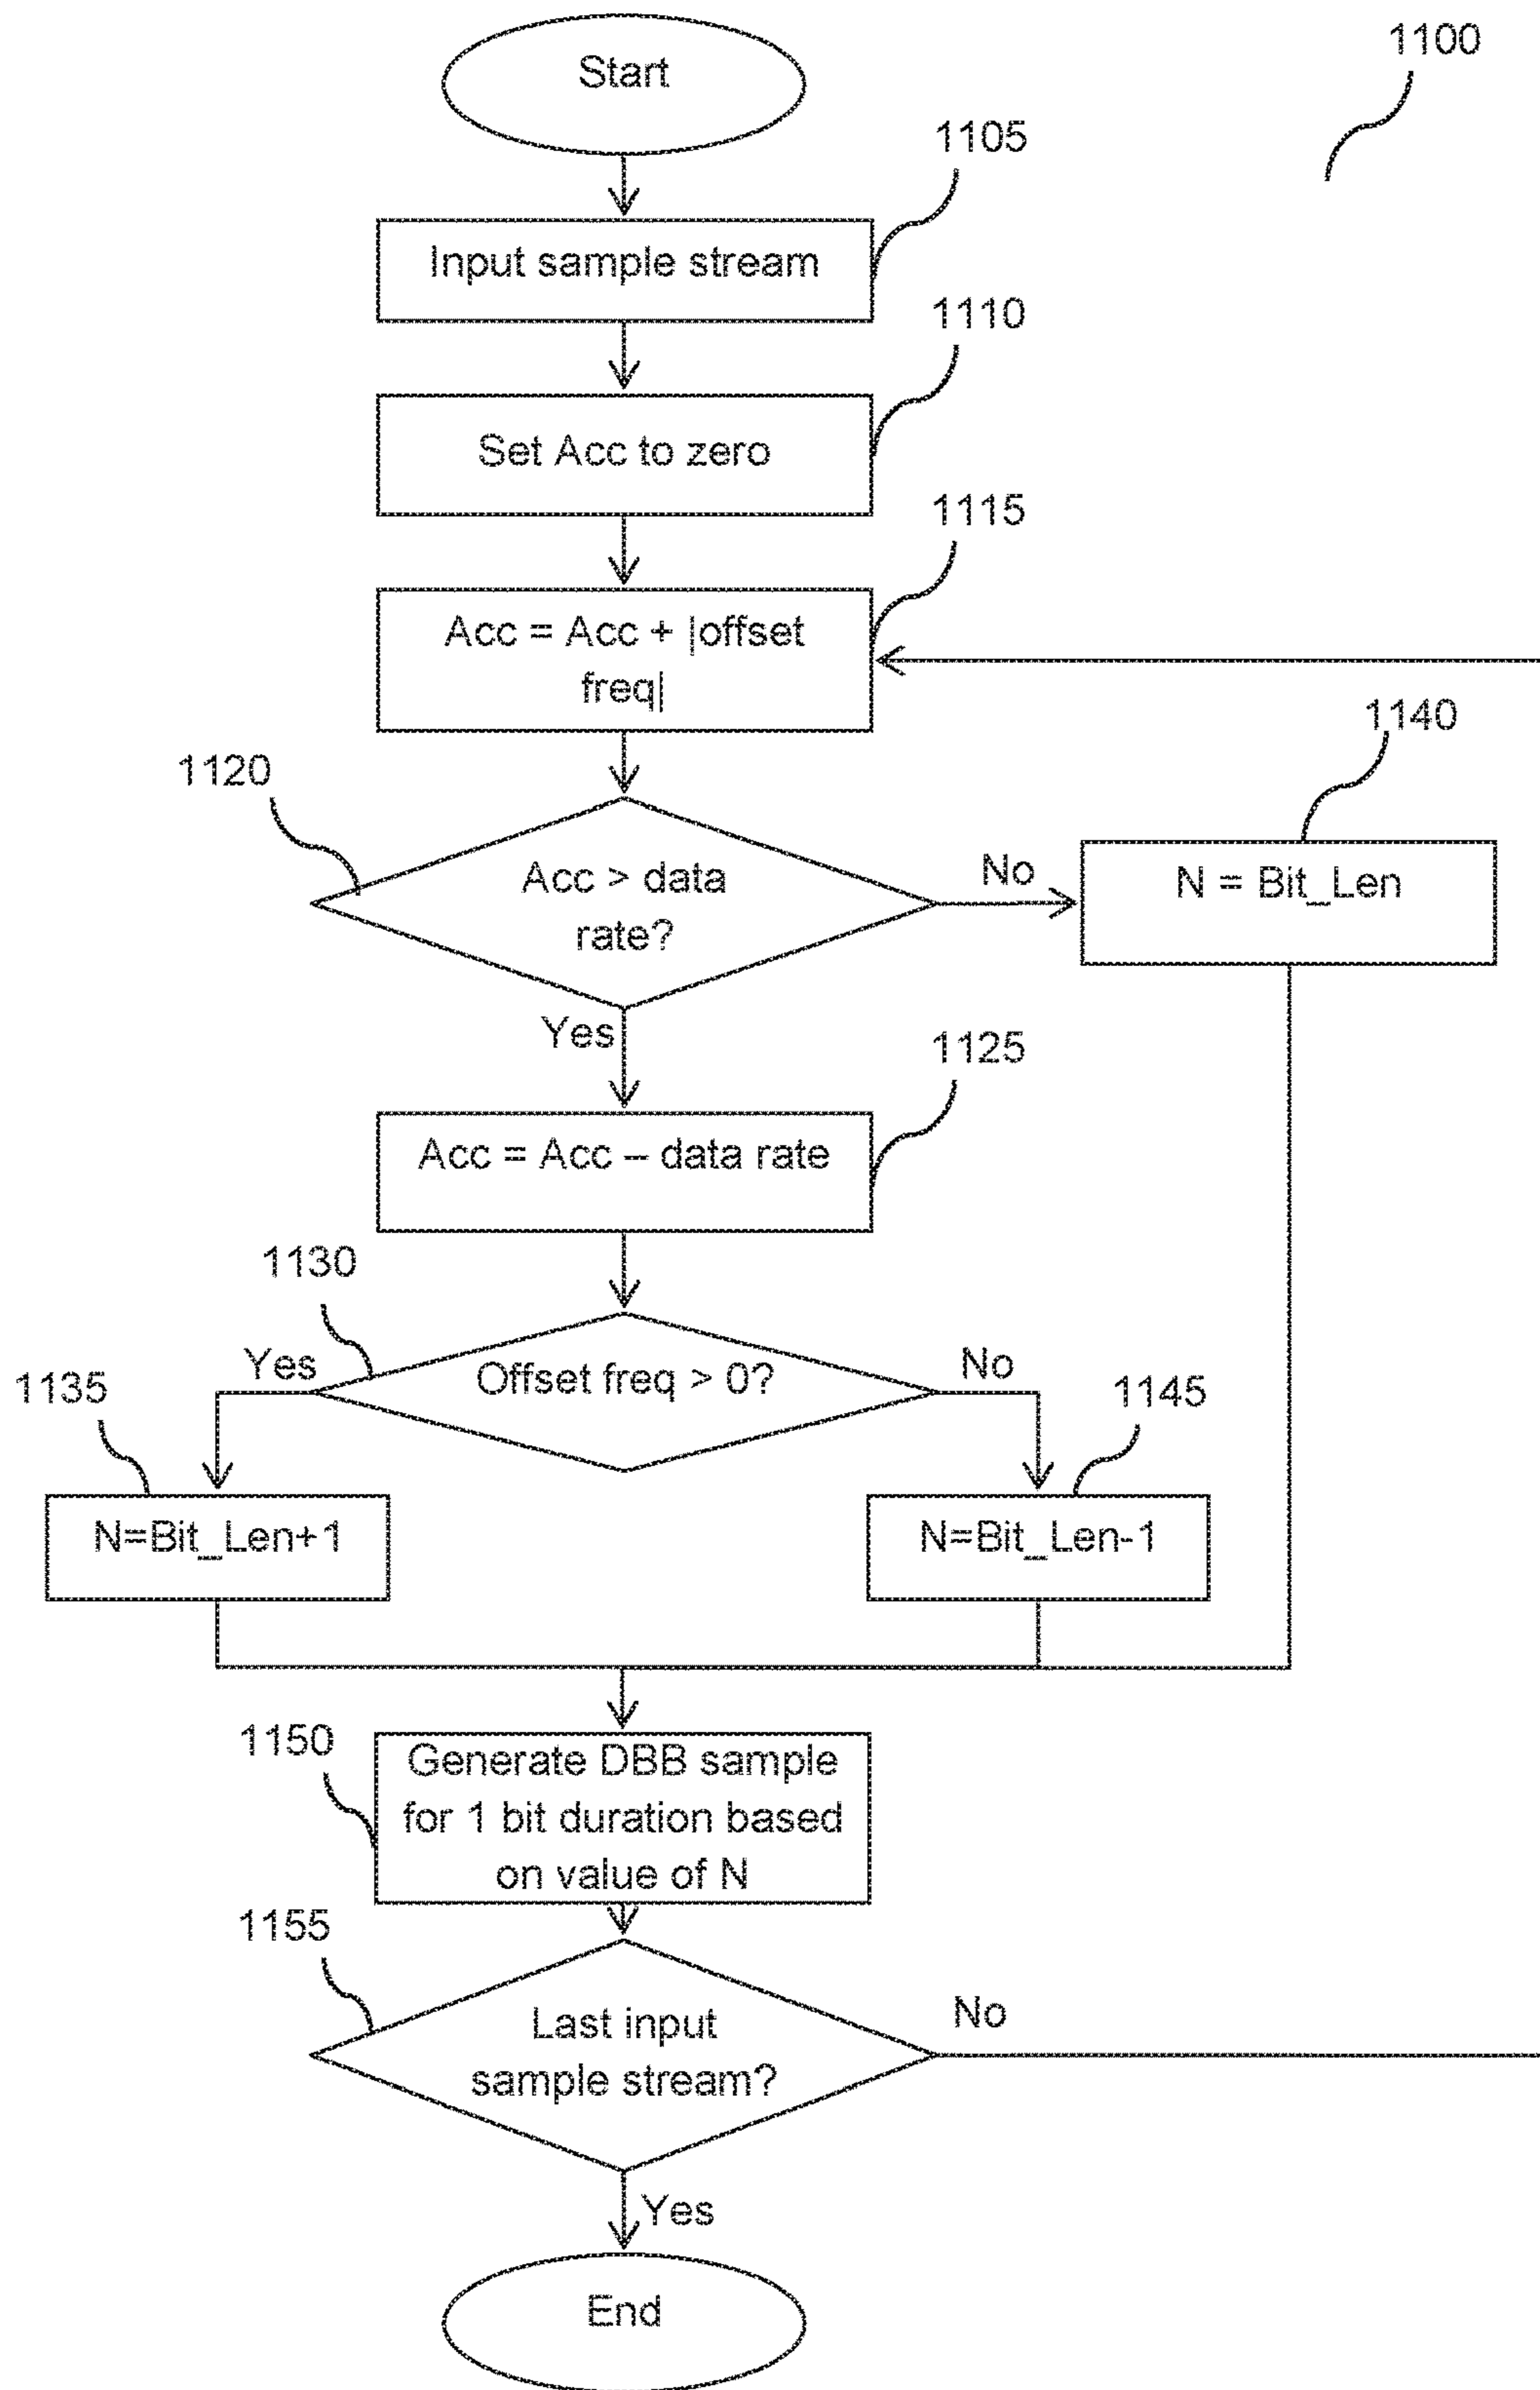 1100
Start
1105
Input sample stream
1110
Set Acc to zero
1115
Acc = Acc + |offset
freq|
1140
1120
Acc > data
rate?
No
N = Bit_Len
Yes
1125
Acc = Acc – data rate
1130
Yes
Offset freq > 0?
No
1135
1145
N=Bit_Len+1
N=Bit_Len-1
1150
Generate DBB sample
for 1 bit duration based
on value of N
1155
Last input
sample stream?
No
Yes
End